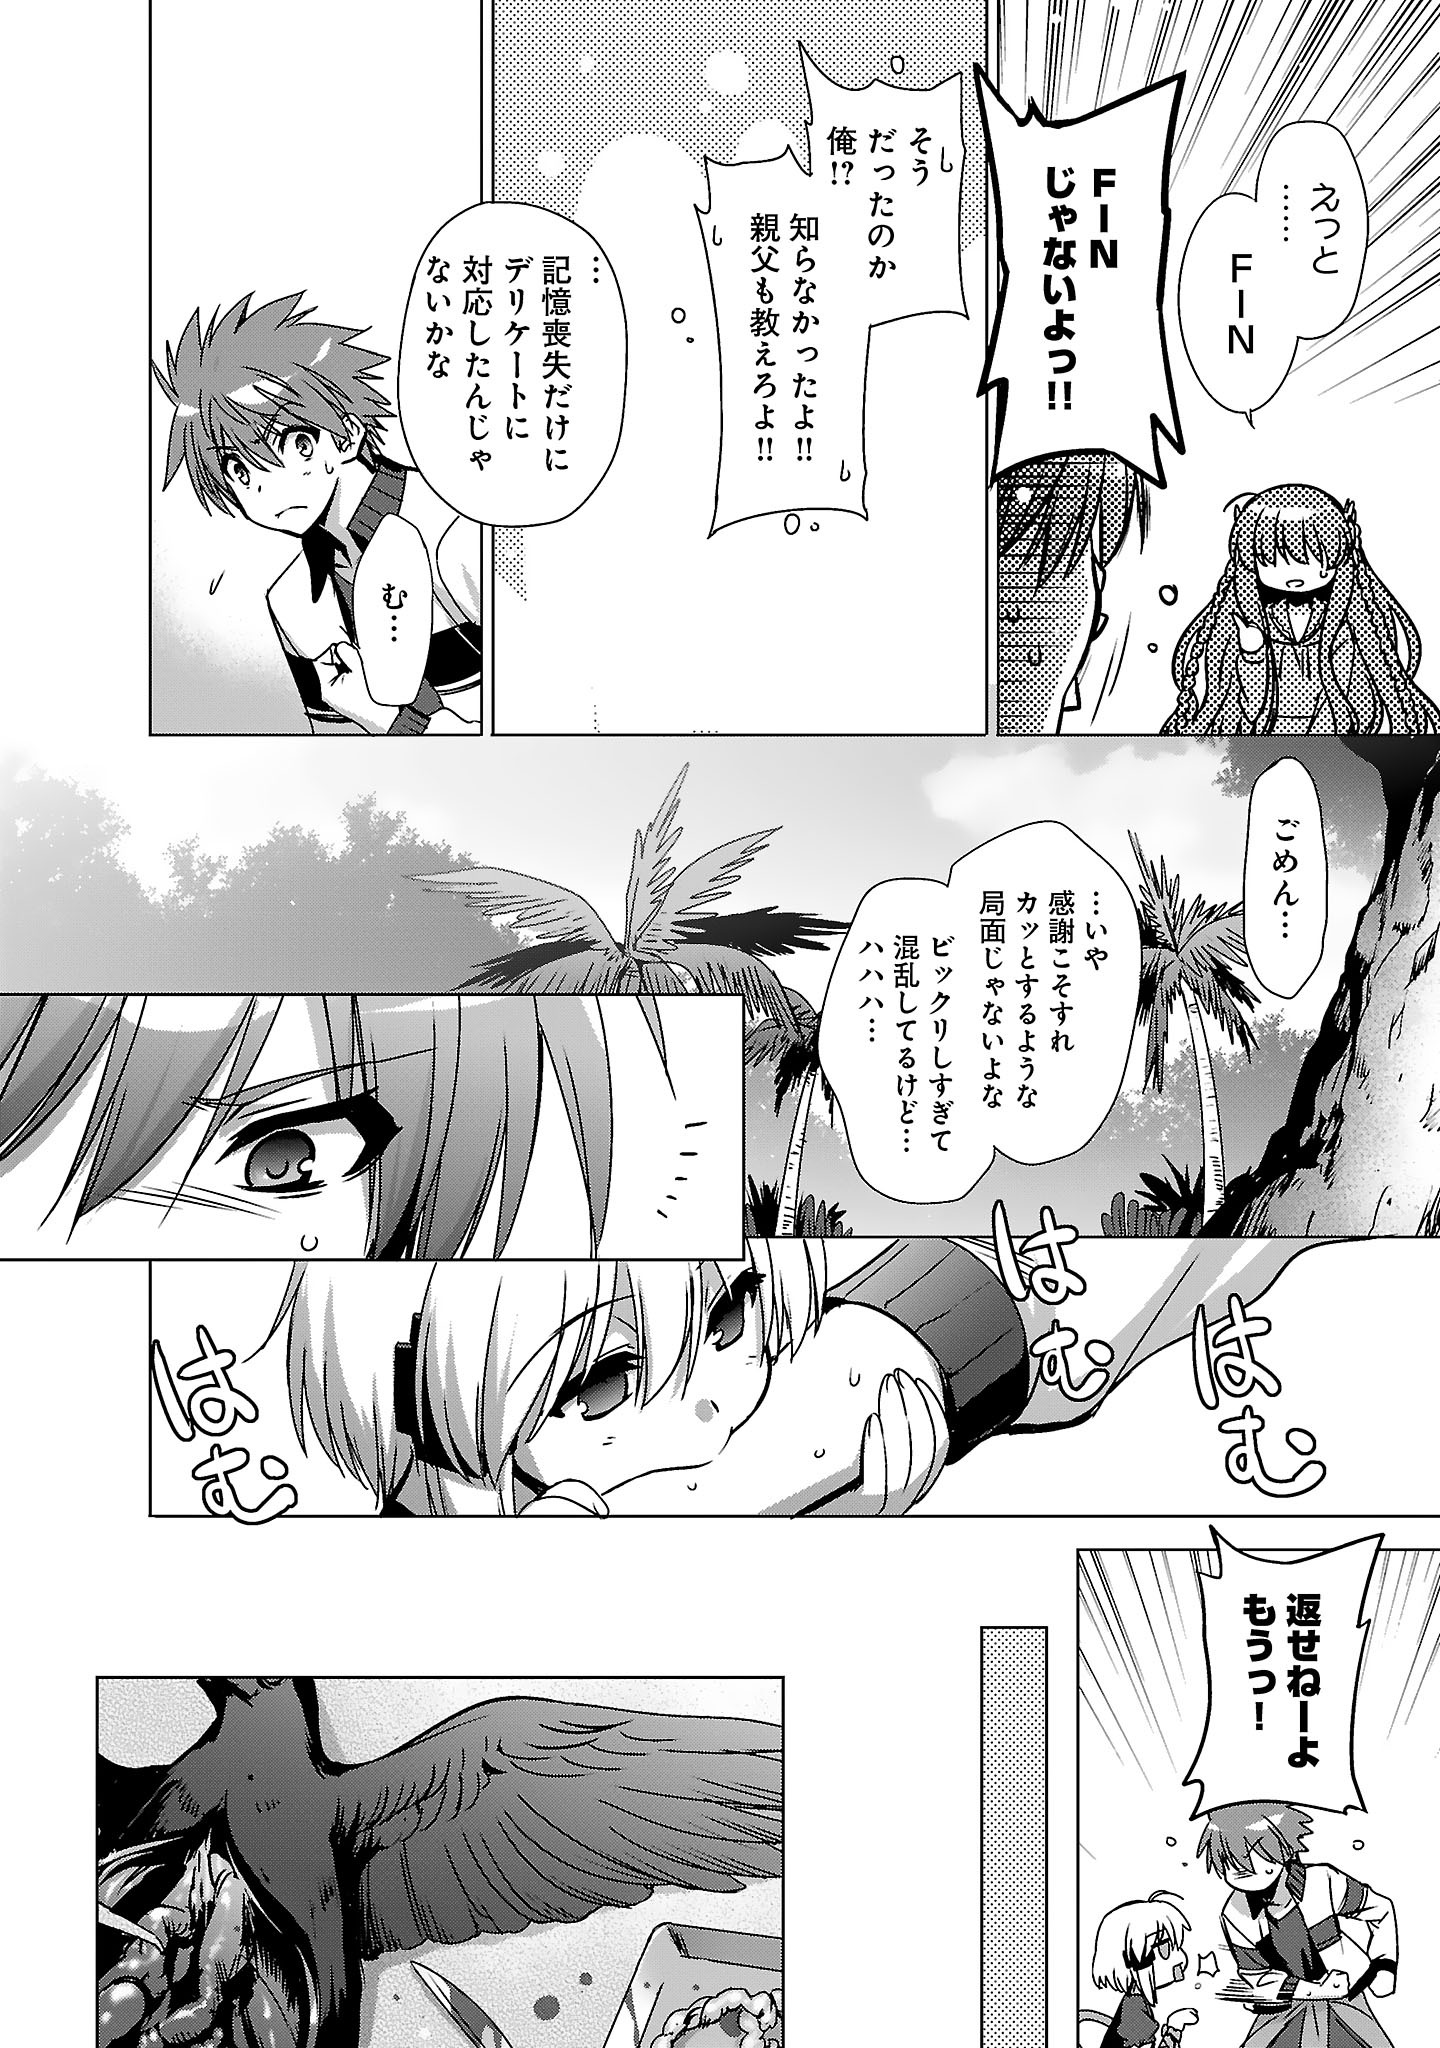 えっと
……
ＦＩＮ
ＦＩＮ
じゃないよっ!!
そう
だったのか
俺!?
知らなかったよ!!
親父も教えろよ!!
…
記憶喪失だけに
デリケートに
対応したんじゃ
ないかな
む…
ごめん…
…いや
感謝こそすれ
カッとするような
局面じゃないよな
ビックリしすぎて
混乱してるけど…
ハハハ…
はむ
はむ
はむ
返せねーよ
もうっ！